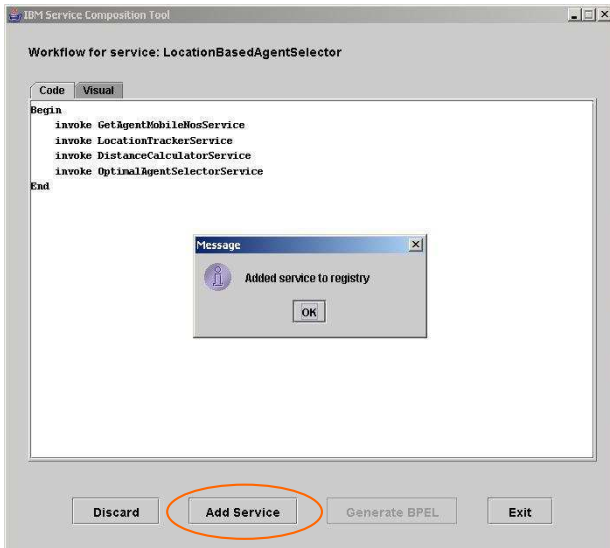 IBM Service Composition Tool
Workflow for service: LocationBasedAgentSelector
Code Visual
Begin
invoke GetAgentMobileNosService
invoke LocationTrackerService
invoke DistanceCalculatorService
invoke OptimalAgentSelectorService
End
Message
Added service to registry
OK
Discard Add Service Generate BPEL Exit